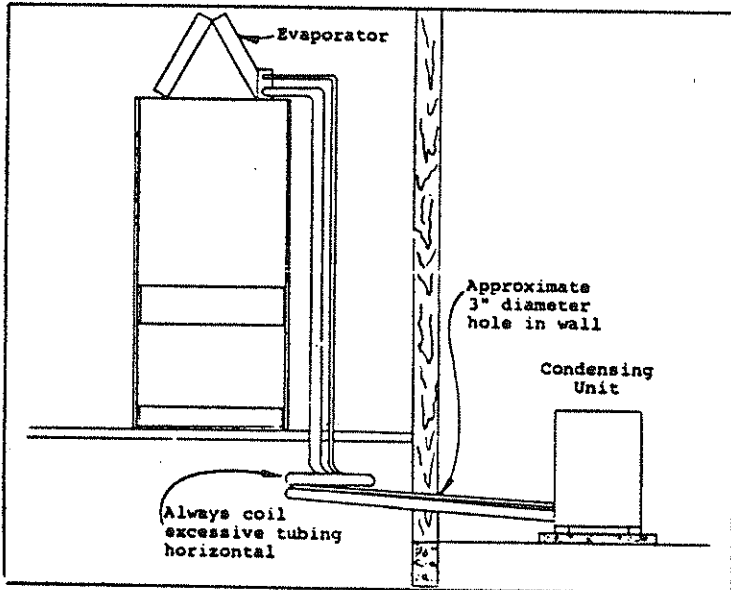 Evaporator
Approximate
3" diameter
hole in wall
Condensing
Unit
Always coil
excessive tubing
horizontal